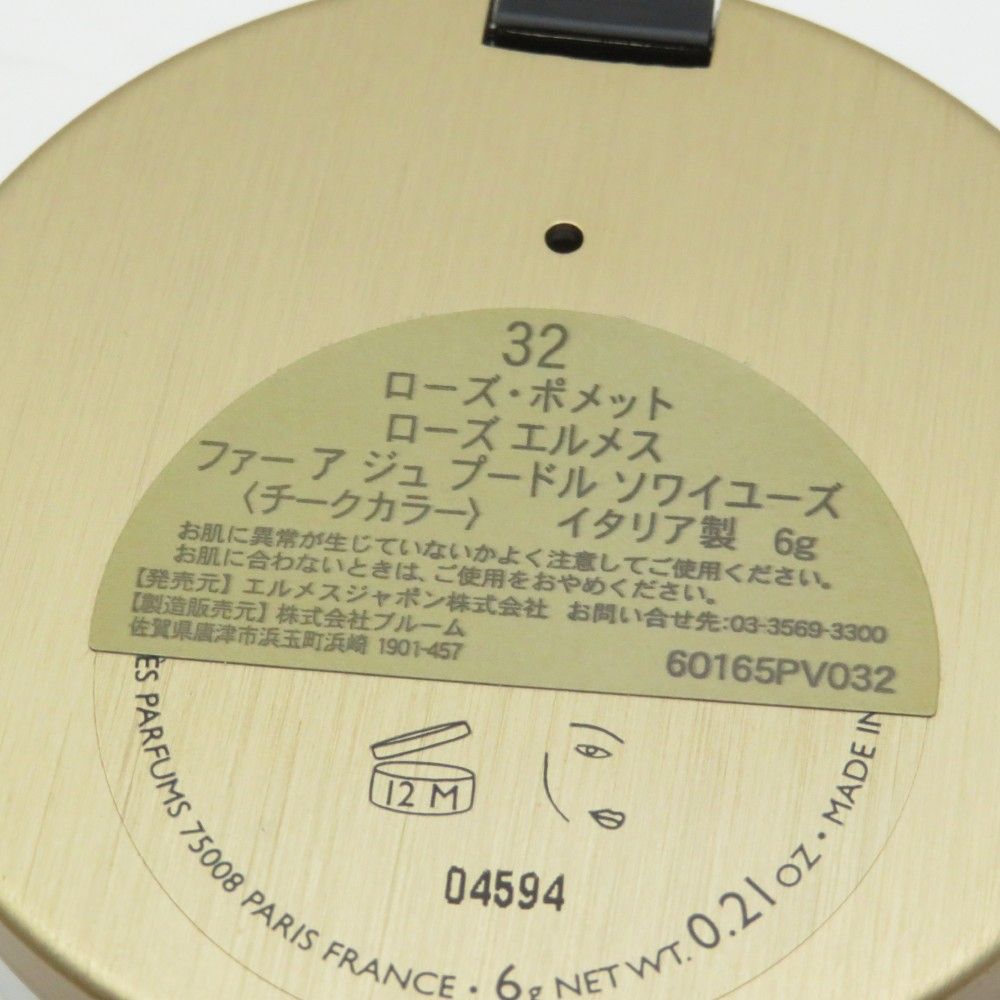 32
ローズ・ポメット
ローズ エルメス
ファー ア ジュ プードル ソワイユーズ
〈チークカラー〉 イタリア製 6g
お肌に異常が生じていないかよく注意してご使用ください。
お肌に合わないときは、ご使用をおやめください。
【発売元】エルメスジャポン株式会社 お問い合せ先:03-3569-3300
【製造販売元】株式会社ブルーム
佐賀県唐津市浜玉町浜崎 1901-457
60165PV032
12 M
04594
ÈS PARFUMS 75008 PARIS FRANCE · 6g NET WT. 0.21 OZ · MADE IN